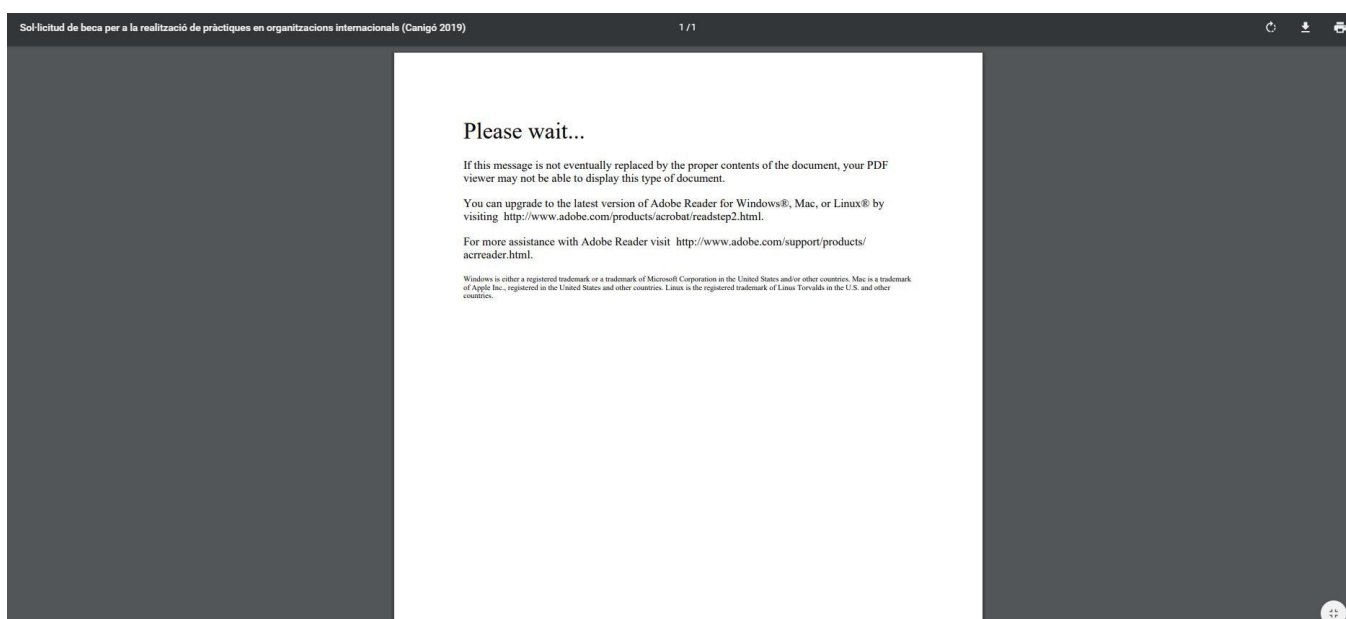 Sol·licitud de beca per a la realització de pràctiques en organitzacions internacionals (Canigó 2019)
1 / 1
Please wait...
If this message is not eventually replaced by the proper contents of the document, your PDF
viewer may not be able to display this type of document.
You can upgrade to the latest version of Adobe Reader for Windows®, Mac, or Linux® by
visiting http://www.adobe.com/products/acrobat/readstep2.html.
For more assistance with Adobe Reader visit http://www.adobe.com/support/products/
acrreader.html.
Windows is either a registered trademark or a trademark of Microsoft Corporation in the United States and/or other countries. Mac is a trademark
of Apple Inc., registered in the United States and other countries. Linux is the registered trademark of Linus Torvalds in the U.S. and other
countries.